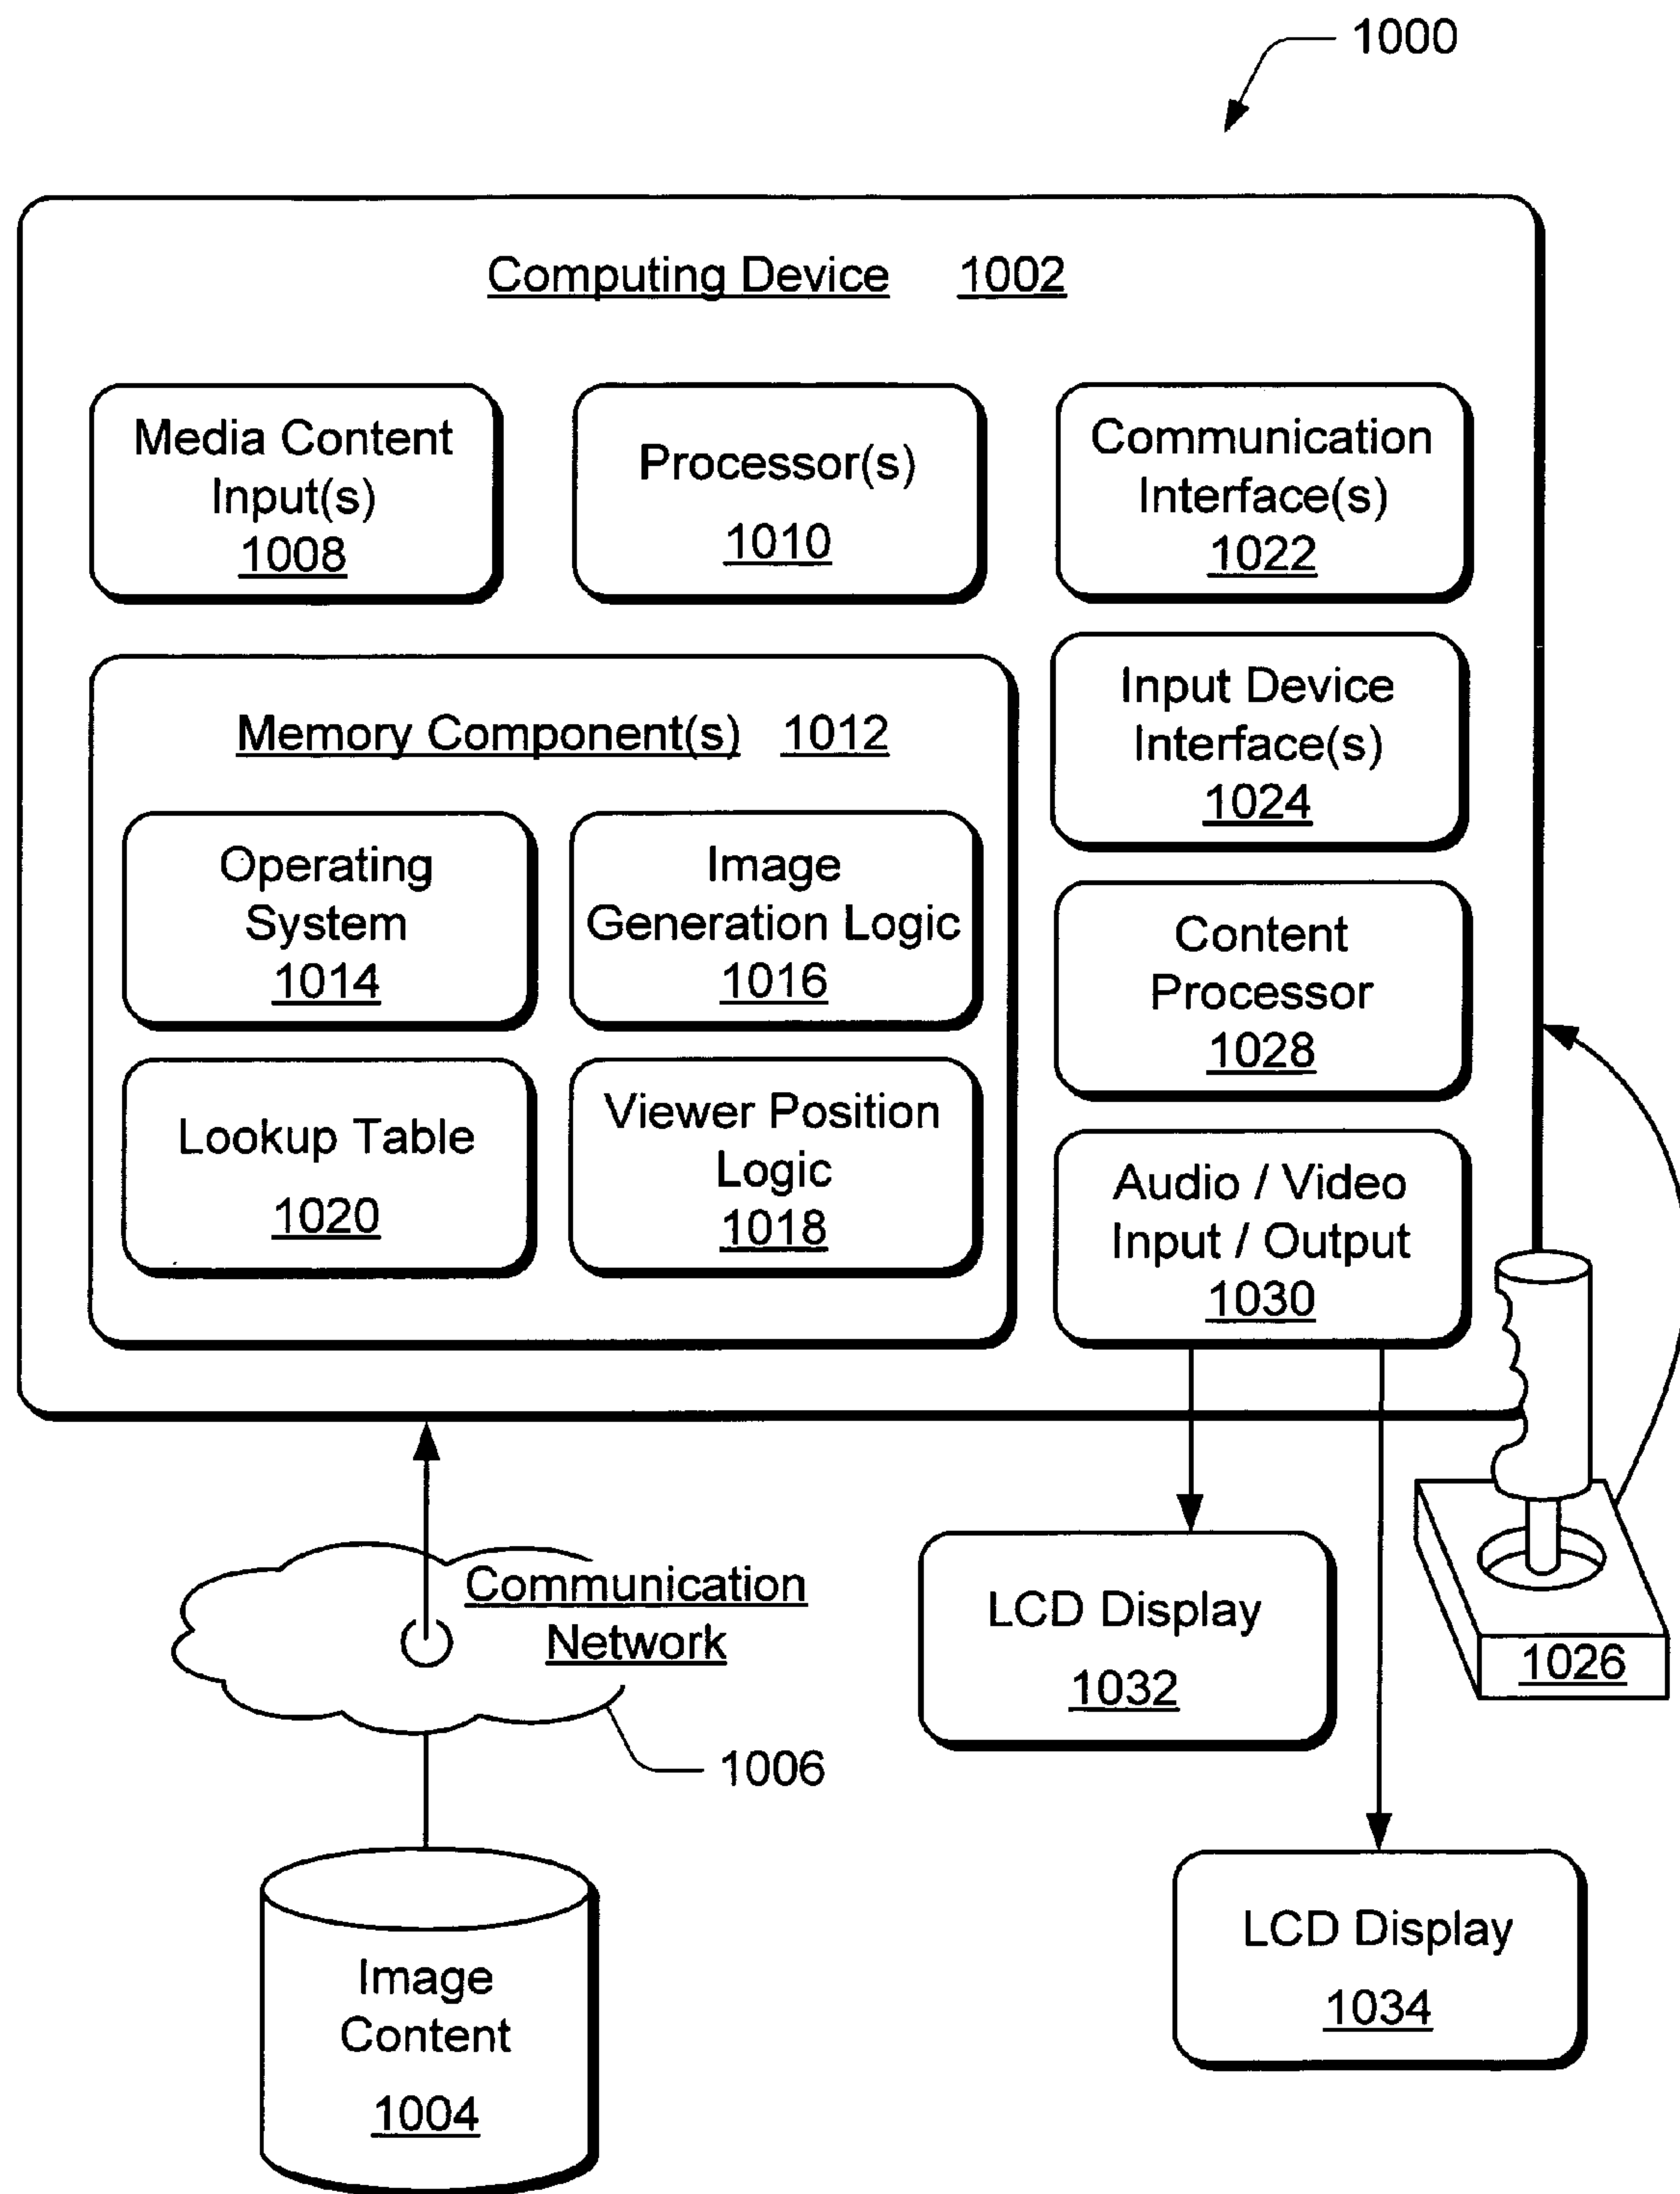 1000
Computing Device 1002
Media Content
Input(s)
1008
Processor(s)
1010
Communication
Interface(s)
1022
Memory Component(s) 1012
Operating
System
1014
Image
Generation Logic
1016
Lookup Table
1020
Viewer Position
Logic
1018
Input Device
Interface(s)
1024
Content
Processor
1028
Audio / Video
Input / Output
1030
Communication
Network
1006
Image
Content
1004
LCD Display
1032
LCD Display
1034
1026